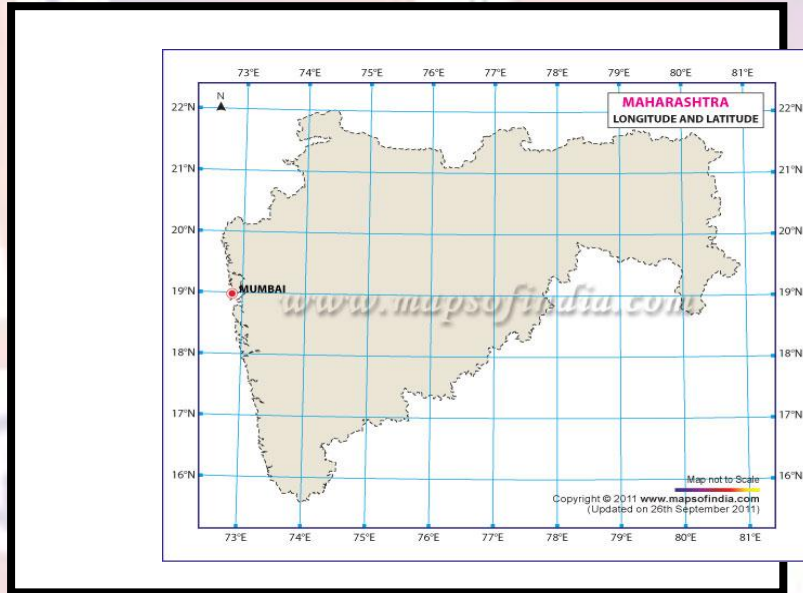 73°E 74°E 75°E 76°E 77°E 78°E 79°E 80°E 81°E
N
22°N 22°N
MAHARASHTRA
LONGITUDE AND LATITUDE
21°N 21°N
20°N 20°N
MUMBAI
19°N 19°N
www.mapsofindia.com
18°N 18°N
17°N 17°N
16°N 16°N
Map not to Scale
Copyright © 2011 www.mapsofindia.com
(Updated on 26th September 2011)
73°E 74°E 75°E 76°E 77°E 78°E 79°E 80°E 81°E